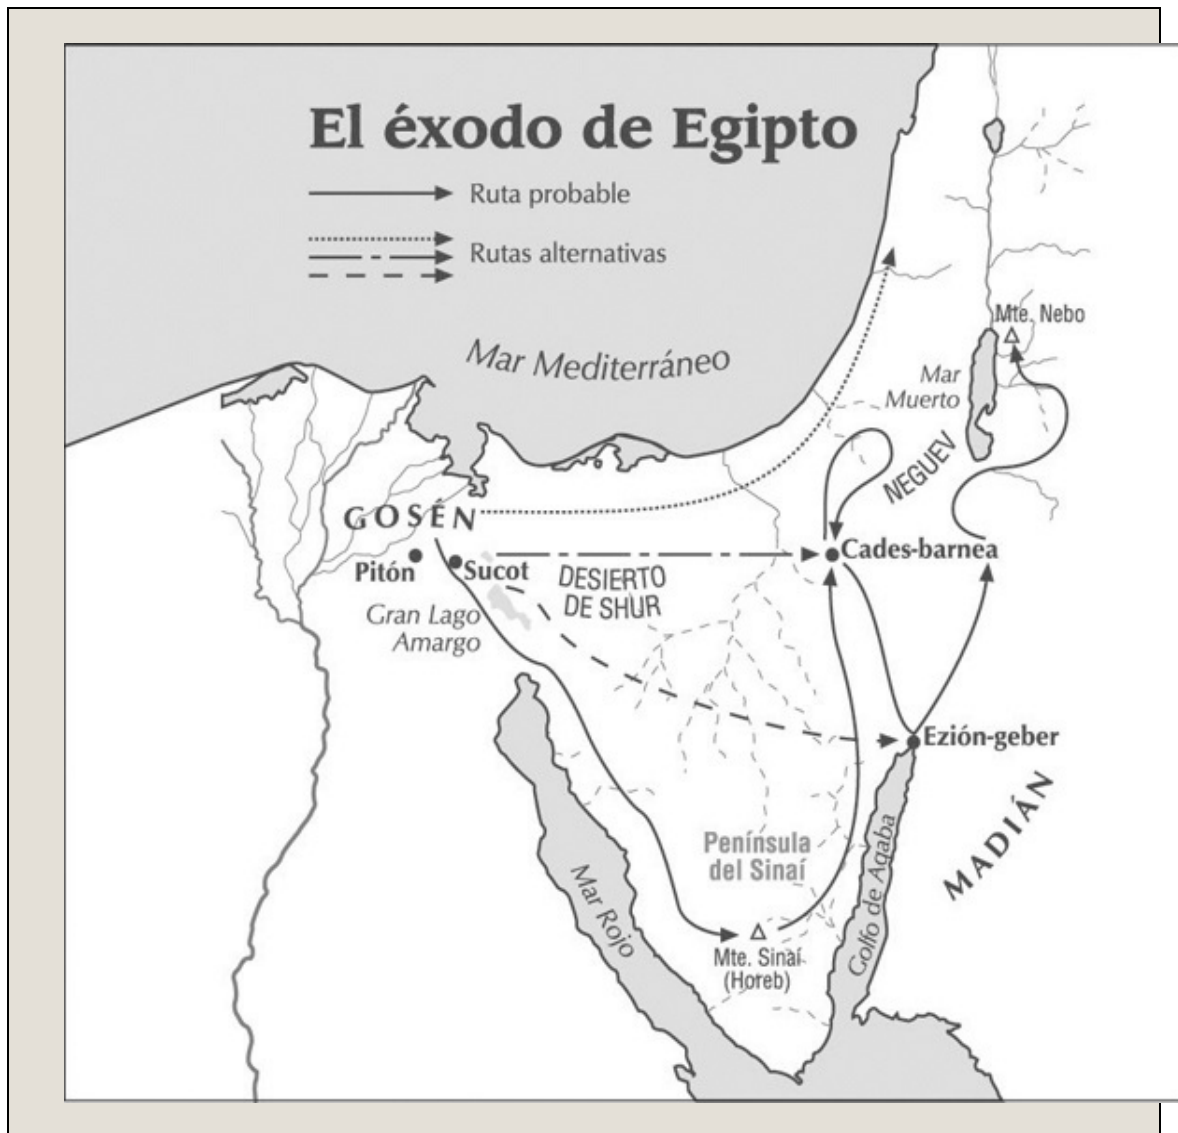 El éxodo de Egipto
Ruta probable
Rutas alternativas
Mar Mediterráneo
Mte. Nebo
Mar
Muerto
NEGUEV
GOSÉN
Pitón
Sucot
Cades-barnea
DESIERTO
DE SHUR
Gran Lago
Amargo
Ezión-geber
MADIÁN
Península
del Sinaí
Golfo de Aqaba
Mar Rojo
Mte. Sinaí
(Horeb)